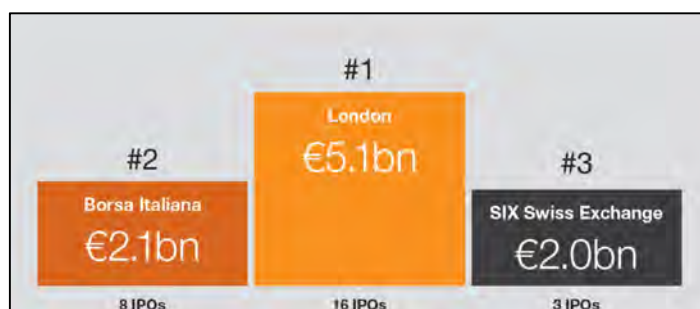 #1
London
€5.1bn
#2
Borsa Italiana
€2.1bn
#3
SIX Swiss Exchange
€2.0bn
8 IPOs
16 IPOs
3 IPOs